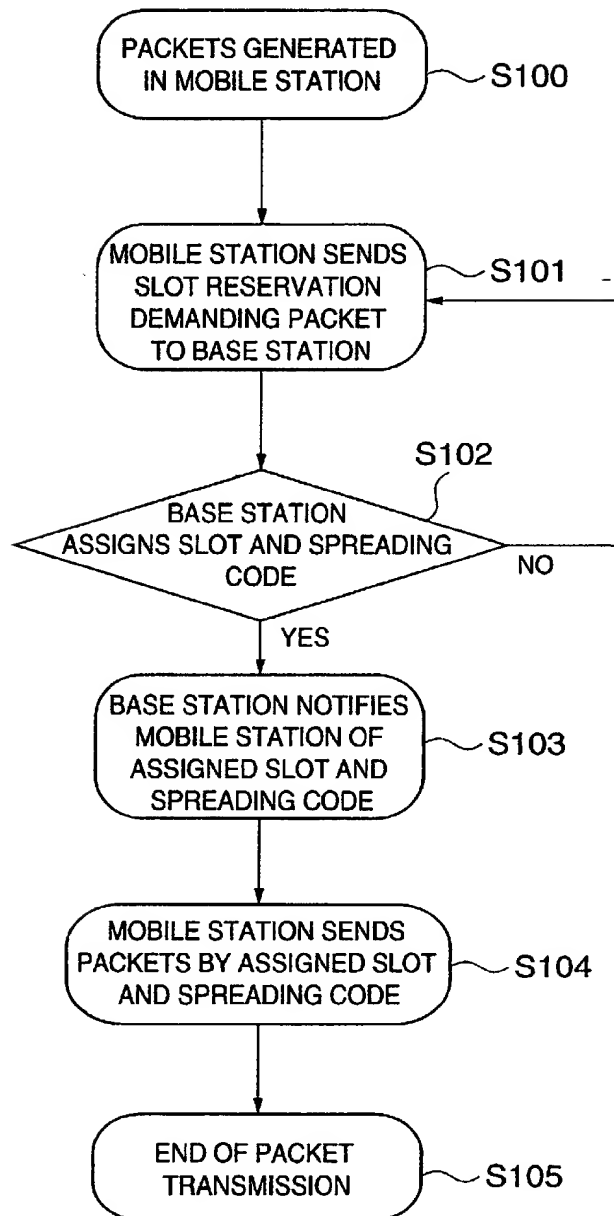 PACKETS GENERATED
IN MOBILE STATION
S100
MOBILE STATION SENDS
SLOT RESERVATION
DEMANDING PACKET
TO BASE STATION
S101
S102
BASE STATION
ASSIGNS SLOT AND SPREADING
CODE
NO
YES
BASE STATION NOTIFIES
MOBILE STATION OF
ASSIGNED SLOT AND
SPREADING CODE
S103
MOBILE STATION SENDS
PACKETS BY ASSIGNED SLOT
AND SPREADING CODE
S104
END OF PACKET
TRANSMISSION
S105